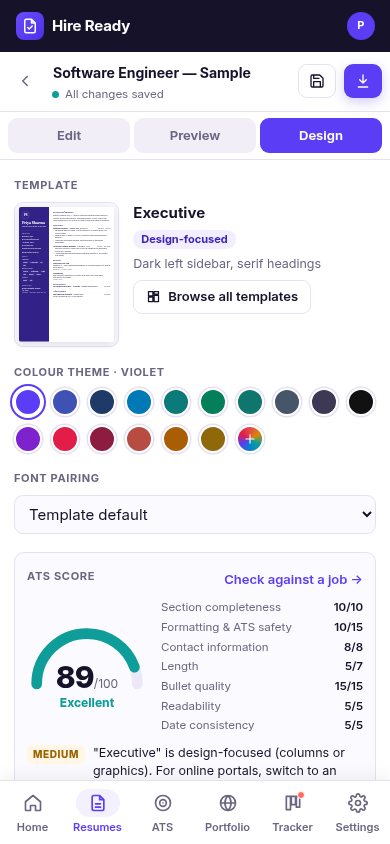 Hire Ready
P
Software Engineer — Sample
All changes saved
Edit
Preview
Design
TEMPLATE
Executive
Design-focused
Dark left sidebar, serif headings
Browse all templates
COLOUR THEME · VIOLET
FONT PAIRING
Template default
ATS SCORE
Check against a job →
89/100
Excellent
Section completeness 10/10
Formatting & ATS safety 10/15
Contact information 8/8
Length 5/7
Bullet quality 15/15
Readability 5/5
Date consistency 5/5
MEDIUM
"Executive" is design-focused (columns or
graphics). For online portals, switch to an
Home
Resumes
ATS
Portfolio
Tracker
Settings